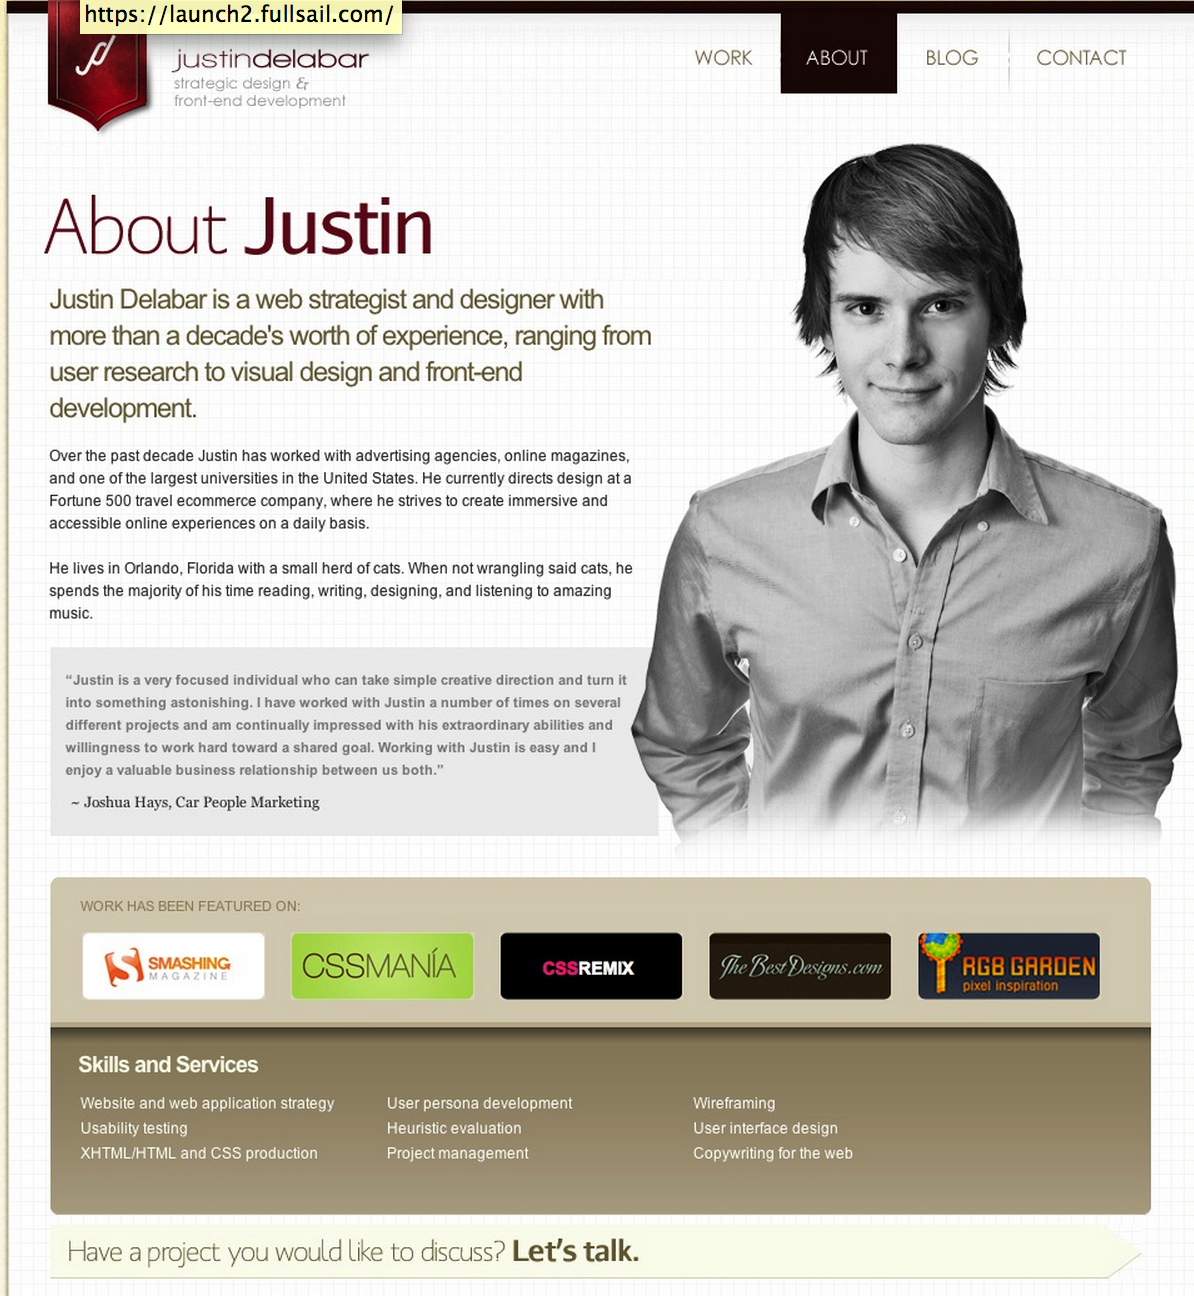 https://launch2.fullsail.com/
justindelabar
strategic design &
front-end development
WORK
ABOUT
BLOG
CONTACT
About Justin
Justin Delabar is a web strategist and designer with
more than a decade's worth of experience, ranging from
user research to visual design and front-end
development.
Over the past decade Justin has worked with advertising agencies, online magazines,
and one of the largest universities in the United States. He currently directs design at a
Fortune 500 travel ecommerce company, where he strives to create immersive and
accessible online experiences on a daily basis.
He lives in Orlando, Florida with a small herd of cats. When not wrangling said cats, he
spends the majority of his time reading, writing, designing, and listening to amazing
music.
“Justin is a very focused individual who can take simple creative direction and turn it
into something astonishing. I have worked with Justin a number of times on several
different projects and am continually impressed with his extraordinary abilities and
willingness to work hard toward a shared goal. Working with Justin is easy and I
enjoy a valuable business relationship between us both.”
~ Joshua Hays, Car People Marketing
WORK HAS BEEN FEATURED ON:
SMASHING
MAGAZINE
CSSMANÍA
CSSREMIX
TheBestDesigns.com
RGB GARDEN
pixel inspiration
Skills and Services
Website and web application strategy
Usability testing
XHTML/HTML and CSS production
User persona development
Heuristic evaluation
Project management
Wireframing
User interface design
Copywriting for the web
Have a project you would like to discuss? Let's talk.